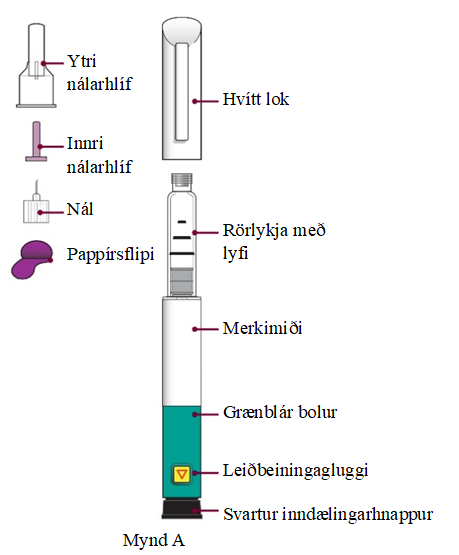 Ytri
nálarhlíf
Innri
nálarhlíf
Nál
Pappírsflipi
Hvítt lok
Rörlykja með
lyfi
Merkimiði
Grænblár bolur
Leiðbeiningagluggi
Svartur inndælingarhnappur
Mynd A